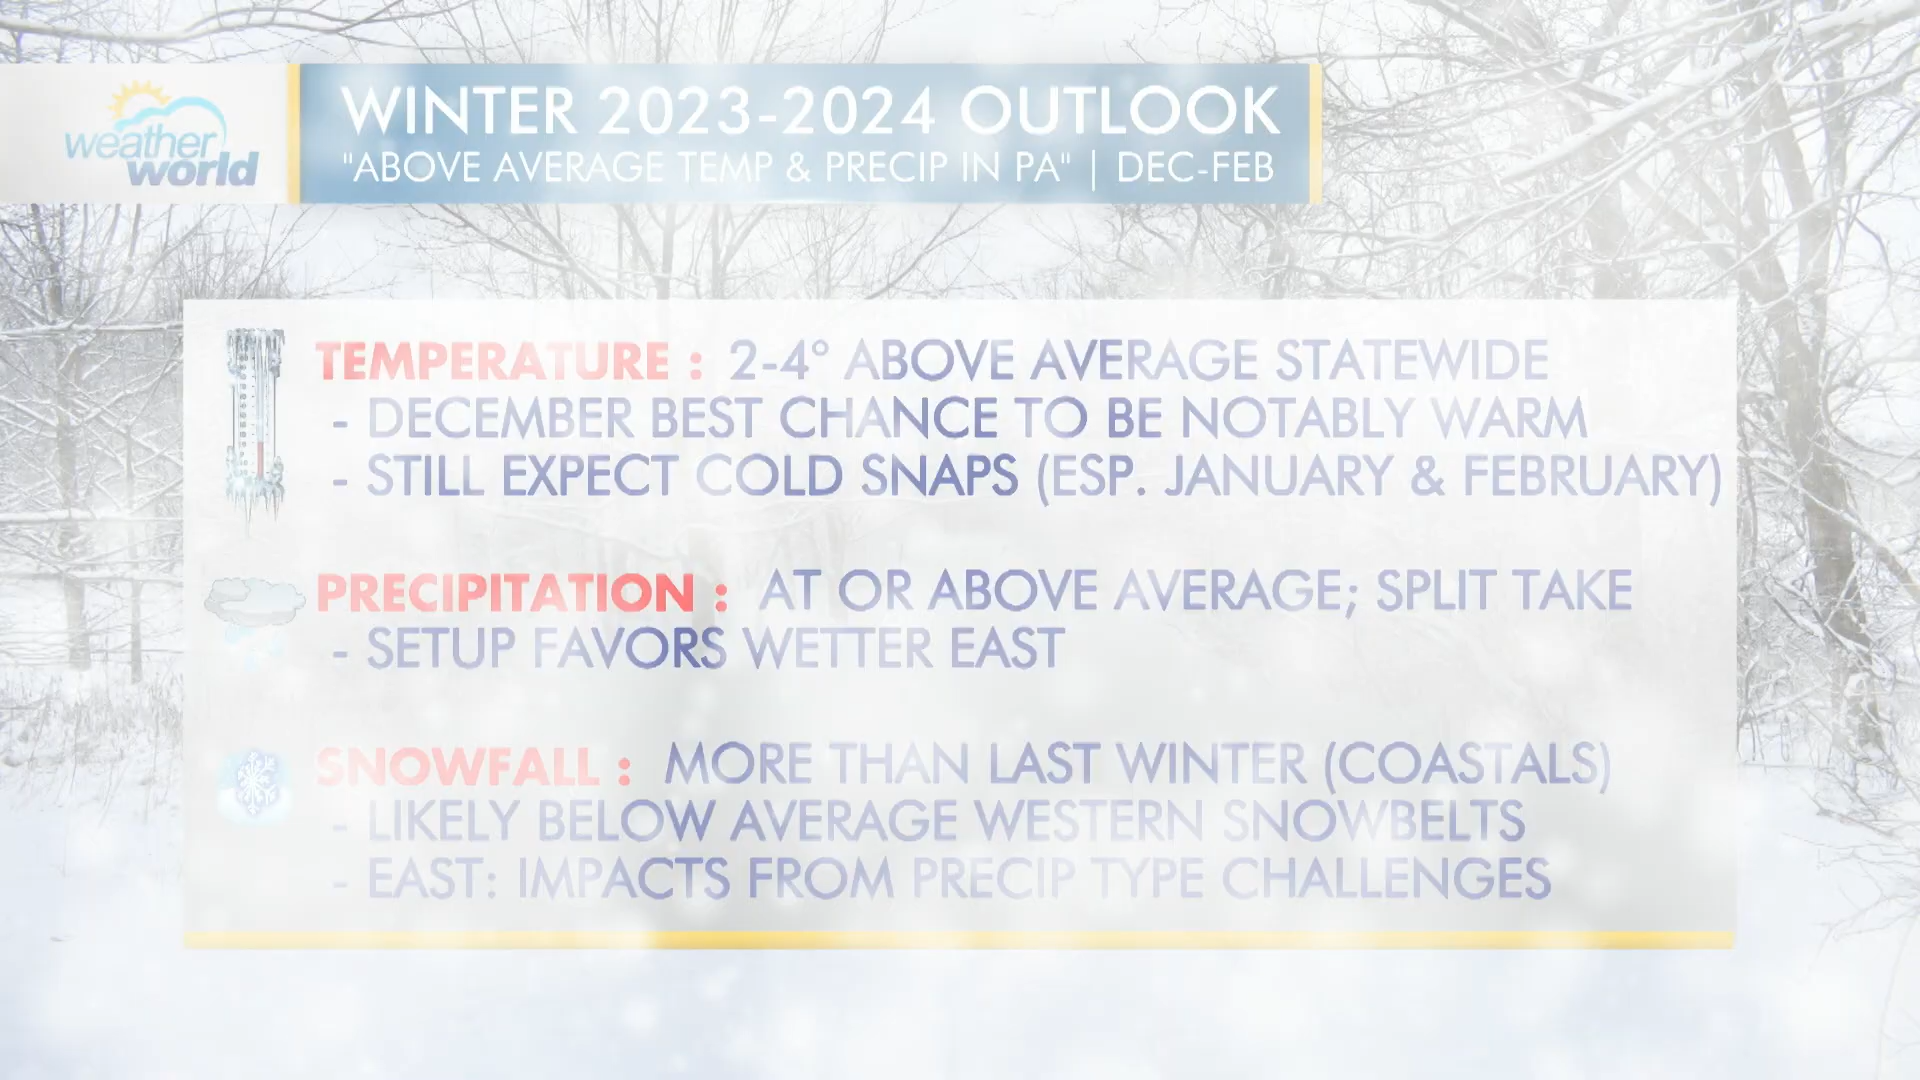 weather
world
WINTER 2023-2024 OUTLOOK
"ABOVE AVERAGE TEMP & PRECIP IN PA" | DEC-FEB
TEMPERATURE : 2-4° ABOVE AVERAGE STATEWIDE
- DECEMBER BEST CHANCE TO BE NOTABLY WARM
- STILL EXPECT COLD SNAPS (ESP. JANUARY & FEBRUARY)
PRECIPITATION : AT OR ABOVE AVERAGE; SPLIT TAKE
- SETUP FAVORS WETTER EAST
SNOWFALL : MORE THAN LAST WINTER (COASTALS)
- LIKELY BELOW AVERAGE WESTERN SNOWBELTS
- EAST: IMPACTS FROM PRECIP TYPE CHALLENGES